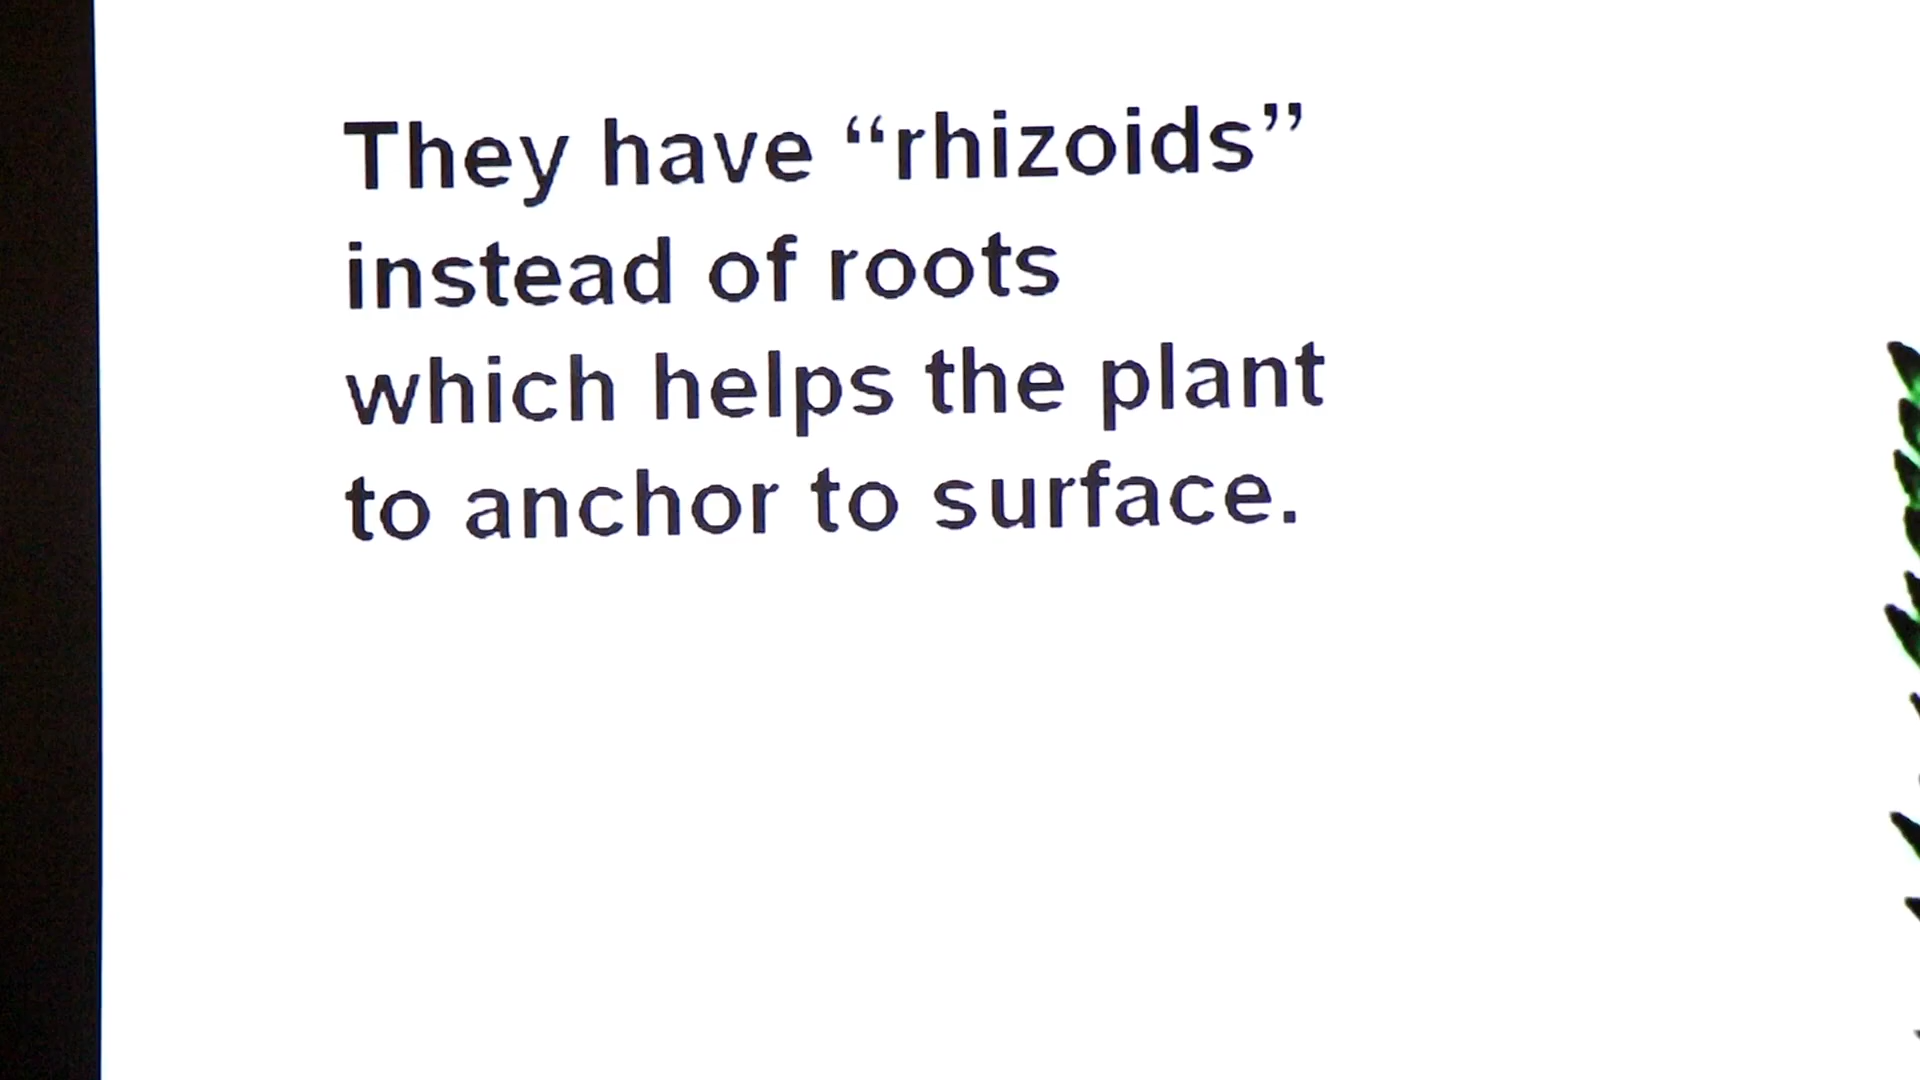 They have “rhizoids”
instead of roots
which helps the plant
to anchor to surface.